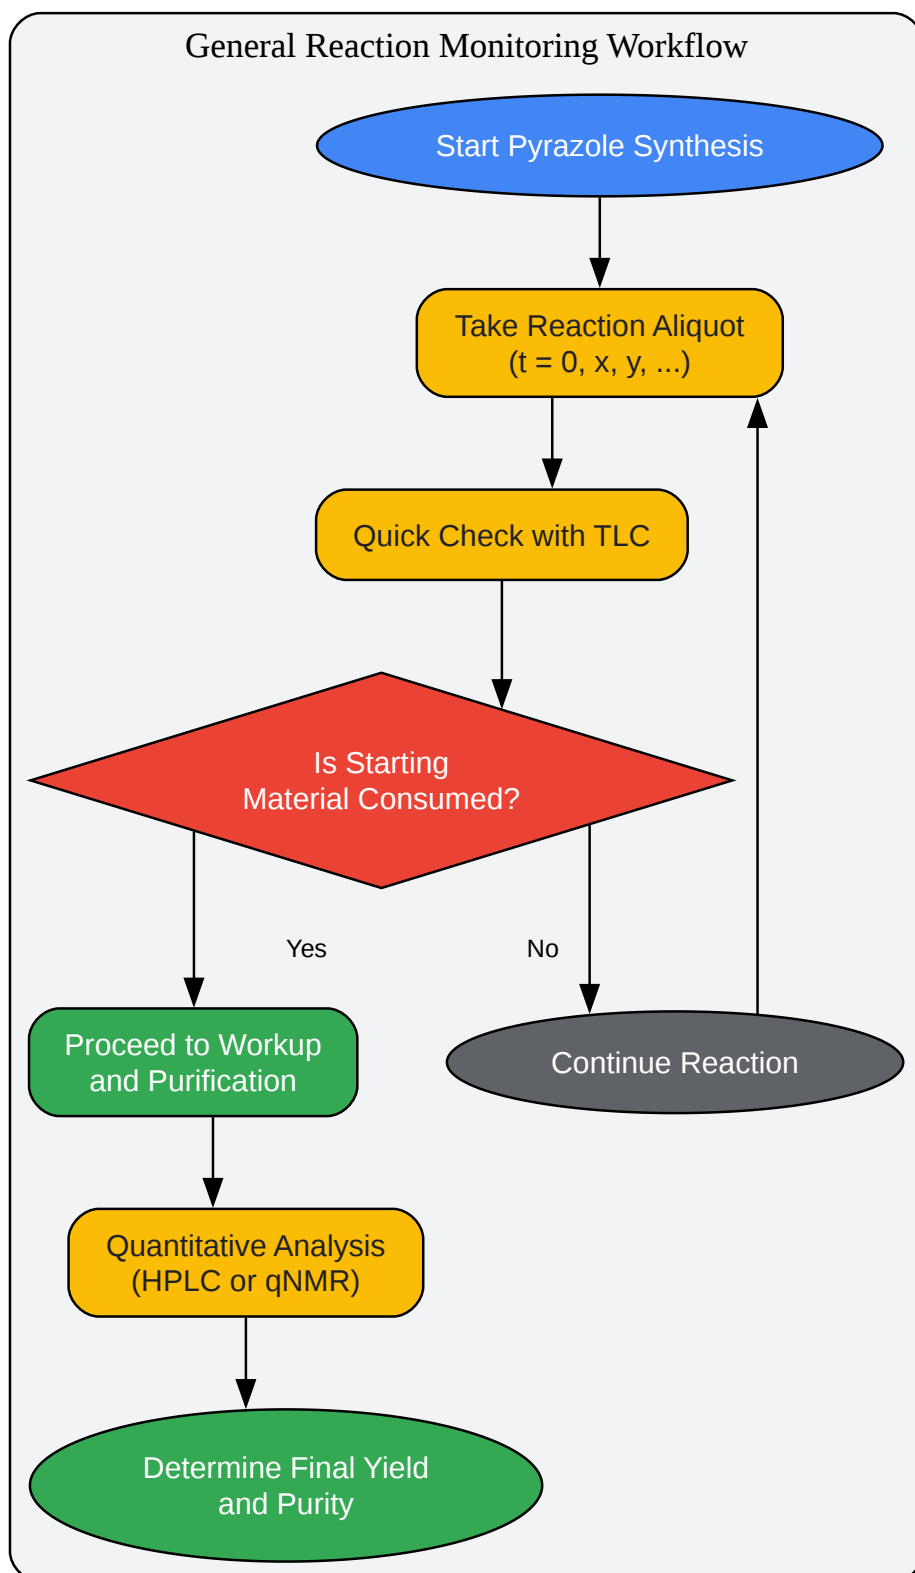 General Reaction Monitoring Workflow
Start Pyrazole Synthesis
Take Reaction Aliquot
(t = 0, x, y, ...)
Quick Check with TLC
Is Starting
Material Consumed?
Yes
No
Proceed to Workup
and Purification
Continue Reaction
Quantitative Analysis
(HPLC or qNMR)
Determine Final Yield
and Purity